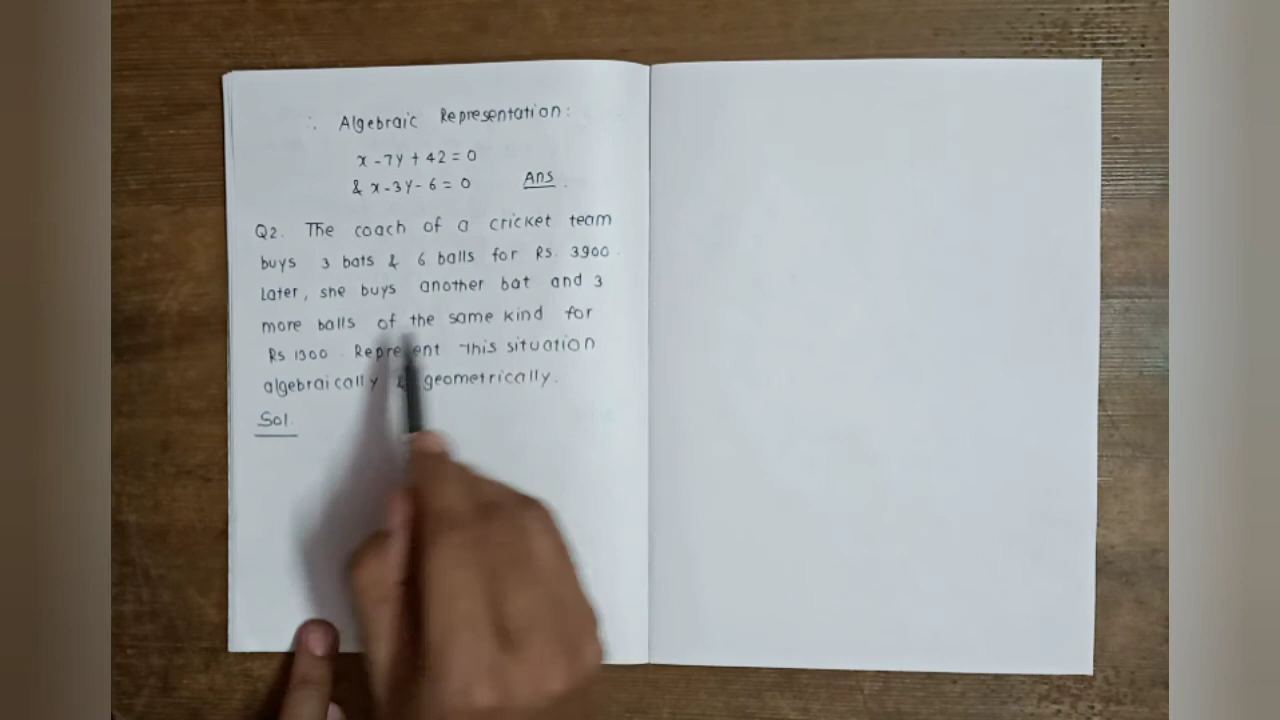 ∴ Algebraic Representation:
x - 7y + 42 = 0
& x - 3y - 6 = 0 Ans.
Q2. The coach of a cricket team
buys 3 bats & 6 balls for Rs. 3900.
Later, she buys another bat and 3
more balls of the same kind for
Rs 1300. Represent This situation
algebraically & geometrically.
Sol.